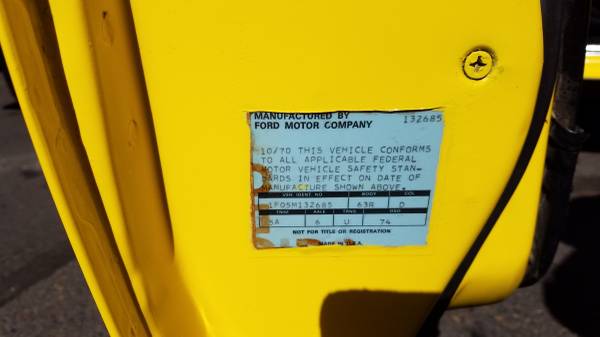 MANUFACTURED BY 132685
FORD MOTOR COMPANY
10/70 THIS VEHICLE CONFORMS
TO ALL APPLICABLE FEDERAL
MOTOR VEHICLE SAFETY STAN-
DARDS IN EFFECT ON DATE OF
MANUFACTURE SHOWN ABOVE.
VEH IDENT NO BODY COL
1F05M132685 63R D
TRIM AXLE TRNS DSO
5A 6 U 74
NOT FOR TITLE OR REGISTRATION
MADE IN U.S.A.